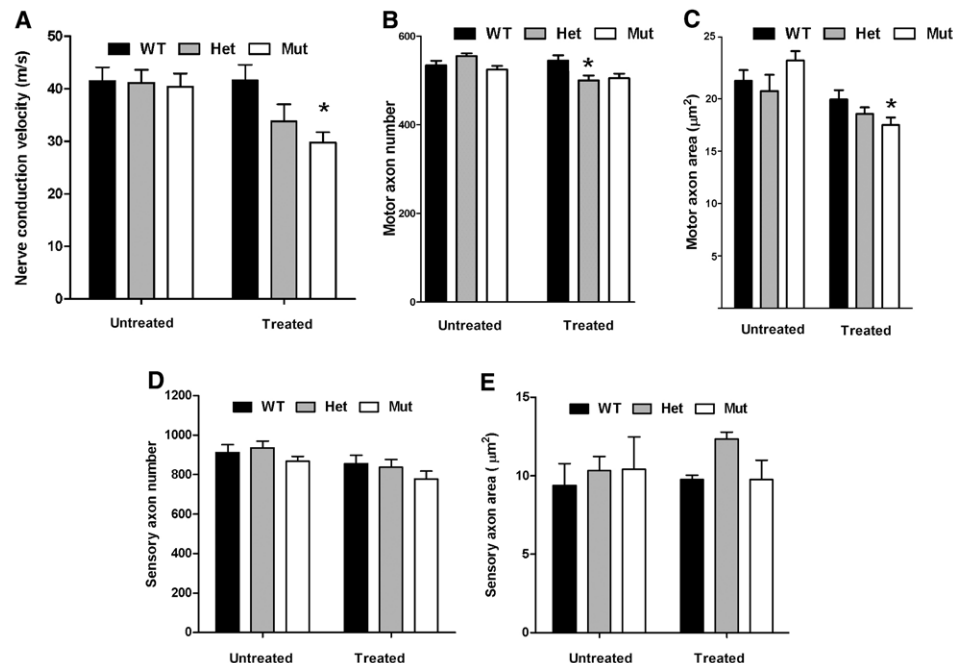 A
WT Het Mut
Nerve conduction velocity (m/s)
50
40
30
20
10
0
*
Untreated Treated
B
WT Het Mut
Motor axon number
600
400
200
0
*
Untreated Treated
C
WT Het Mut
Motor axon area (µm²)
25
20
15
10
5
*
Untreated Treated
D
WT Het Mut
Sensory axon number
1200
1000
800
600
400
200
0
Untreated Treated
E
WT Het Mut
Sensory axon area ( µm²)
15
10
5
0
Untreated Treated